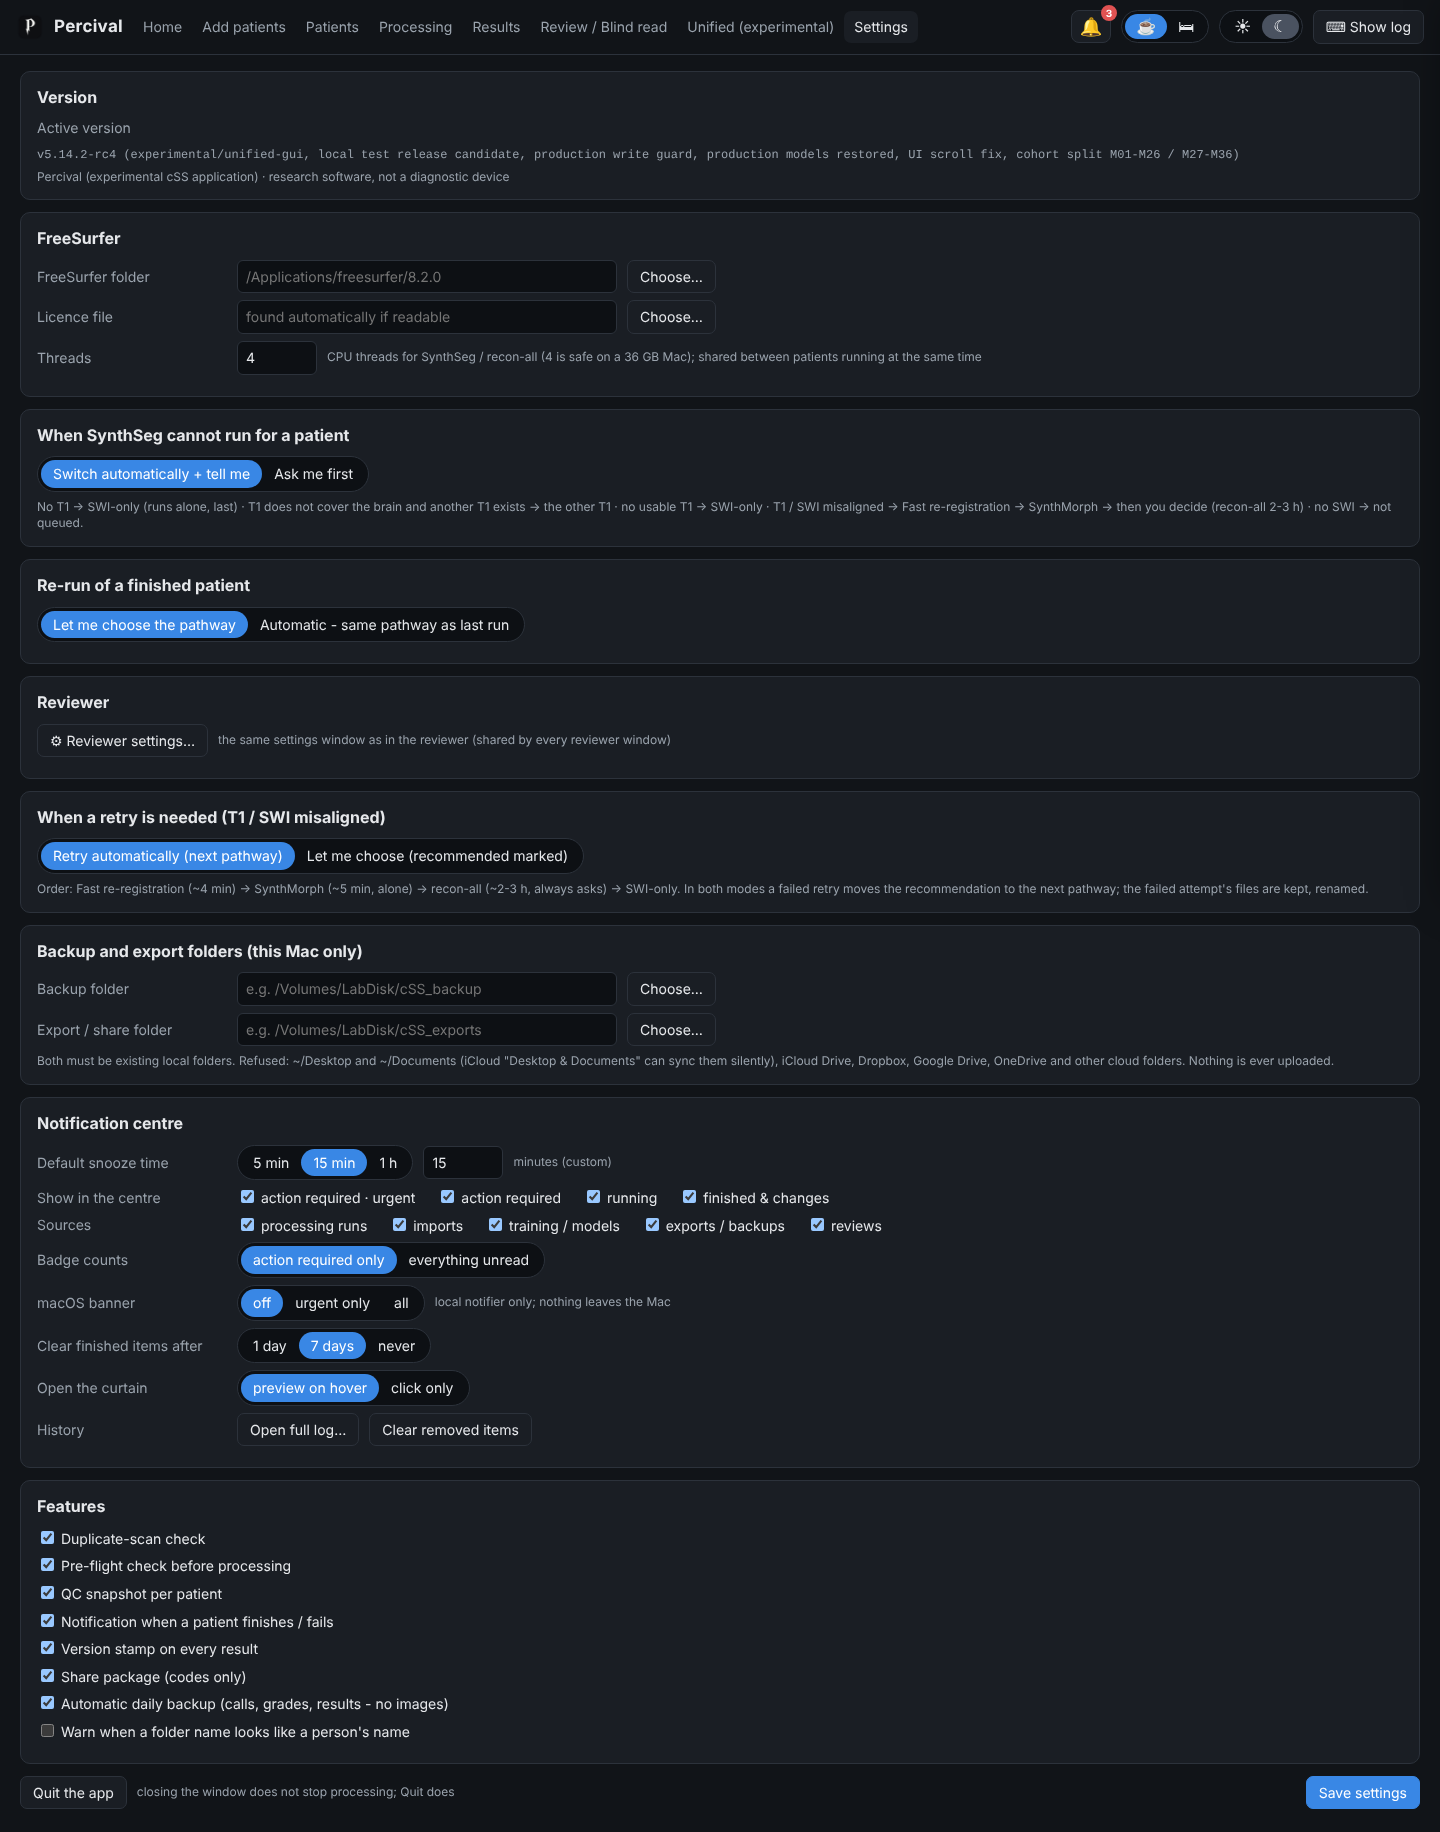 Percival Home Add patients Patients Processing Results Review / Blind read Unified (experimental) Settings 3 Show log
Version
Active version
v5.14.2-rc4 (experimental/unified-gui, local test release candidate, production write guard, production models restored, UI scroll fix, cohort split M01-M26 / M27-M36)
Percival (experimental cSS application) · research software, not a diagnostic device
FreeSurfer
FreeSurfer folder /Applications/freesurfer/8.2.0 Choose...
Licence file found automatically if readable Choose...
Threads 4 CPU threads for SynthSeg / recon-all (4 is safe on a 36 GB Mac); shared between patients running at the same time
When SynthSeg cannot run for a patient
Switch automatically + tell me Ask me first
No T1 → SWI-only (runs alone, last) · T1 does not cover the brain and another T1 exists → the other T1 · no usable T1 → SWI-only · T1 / SWI misaligned → Fast re-registration → SynthMorph → then you decide (recon-all 2-3 h) · no SWI → not
queued.
Re-run of a finished patient
Let me choose the pathway Automatic - same pathway as last run
Reviewer
⚙ Reviewer settings... the same settings window as in the reviewer (shared by every reviewer window)
When a retry is needed (T1 / SWI misaligned)
Retry automatically (next pathway) Let me choose (recommended marked)
Order: Fast re-registration (~4 min) → SynthMorph (~5 min, alone) → recon-all (~2-3 h, always asks) → SWI-only. In both modes a failed retry moves the recommendation to the next pathway; the failed attempt's files are kept, renamed.
Backup and export folders (this Mac only)
Backup folder e.g. /Volumes/LabDisk/cSS_backup Choose...
Export / share folder e.g. /Volumes/LabDisk/cSS_exports Choose...
Both must be existing local folders. Refused: ~/Desktop and ~/Documents (iCloud "Desktop & Documents" can sync them silently), iCloud Drive, Dropbox, Google Drive, OneDrive and other cloud folders. Nothing is ever uploaded.
Notification centre
Default snooze time 5 min 15 min 1 h 15 minutes (custom)
Show in the centre action required · urgent action required running finished & changes
Sources processing runs imports training / models exports / backups reviews
Badge counts action required only everything unread
macOS banner off urgent only all local notifier only; nothing leaves the Mac
Clear finished items after 1 day 7 days never
Open the curtain preview on hover click only
History Open full log... Clear removed items
Features
Duplicate-scan check
Pre-flight check before processing
QC snapshot per patient
Notification when a patient finishes / fails
Version stamp on every result
Share package (codes only)
Automatic daily backup (calls, grades, results - no images)
Warn when a folder name looks like a person's name
Quit the app closing the window does not stop processing; Quit does Save settings